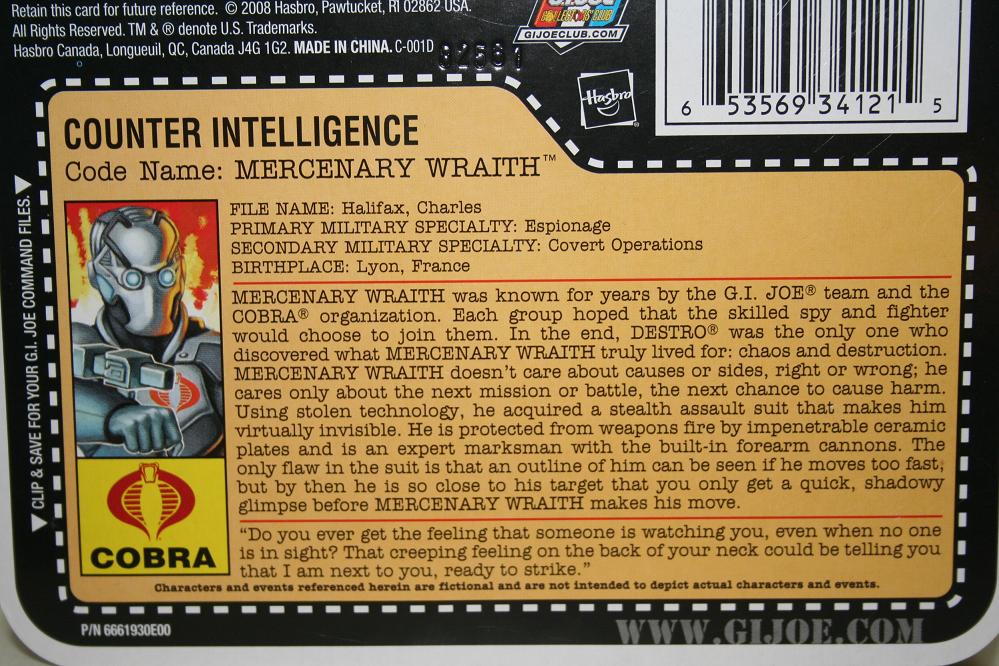 Retain this card for future reference. © 2008 Hasbro, Pawtucket, RI 02862 USA.
All Rights Reserved. TM & ® denote U.S. Trademarks.
Hasbro Canada, Longueuil, QC, Canada J4G 1G2. MADE IN CHINA. C-001D
G.I. JOE
COLLECTORS' CLUB
GIJOECLUB.COM
Hasbro
®
6 53569 34121 5
CLIP & SAVE FOR YOUR G.I. JOE COMMAND FILES.
COUNTER INTELLIGENCE
Code Name: MERCENARY WRAITH™
FILE NAME: Halifax, Charles
PRIMARY MILITARY SPECIALTY: Espionage
SECONDARY MILITARY SPECIALTY: Covert Operations
BIRTHPLACE: Lyon, France
MERCENARY WRAITH was known for years by the G.I. JOE® team and the
COBRA® organization. Each group hoped that the skilled spy and fighter
would choose to join them. In the end, DESTRO® was the only one who
discovered what MERCENARY WRAITH truly lived for: chaos and destruction.
MERCENARY WRAITH doesn't care about causes or sides, right or wrong; he
cares only about the next mission or battle, the next chance to cause harm.
Using stolen technology, he acquired a stealth assault suit that makes him
virtually invisible. He is protected from weapons fire by impenetrable ceramic
plates and is an expert marksman with the built-in forearm cannons. The
only flaw in the suit is that an outline of him can be seen if he moves too fast,
but by then he is so close to his target that you only get a quick, shadowy
glimpse before MERCENARY WRAITH makes his move.
COBRA
"Do you ever get the feeling that someone is watching you, even when no one
is in sight? That creeping feeling on the back of your neck could be telling you
that I am next to you, ready to strike."
Characters and events referenced herein are fictional and are not intended to depict actual characters and events.
P/N 6661930E00
WWW.GIJOE.COM